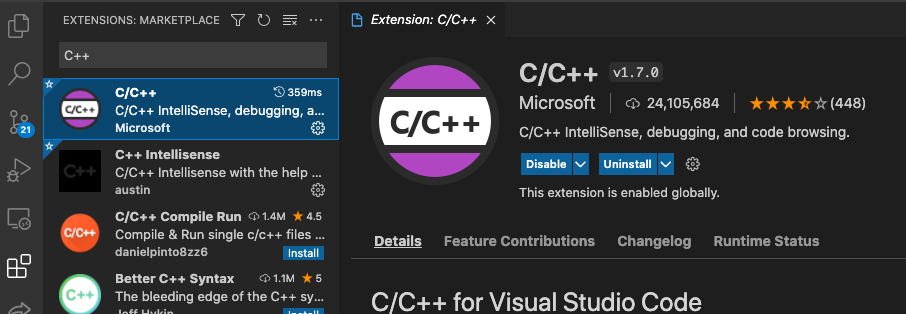 EXTENSIONS: MARKETPLACE
C++
C/C++ 359ms
C/C++ IntelliSense, debugging, a...
Microsoft
C++
C++ Intellisense
C/C++ Intellisense with the help ...
austin
C/C++
C/C++ Compile Run 1.4M ★ 4.5
Compile & Run single c/c++ files ...
danielpinto8zz6 Install
C++
Better C++ Syntax 1.1M ★ 5
The bleeding edge of the C++ sy...
Jeff Hykin Install
21
Extension: C/C++
C/C++
C/C++ v1.7.0
Microsoft 24,105,684 (448)
C/C++ IntelliSense, debugging, and code browsing.
Disable Uninstall
This extension is enabled globally.
Details Feature Contributions Changelog Runtime Status
C/C++ for Visual Studio Code